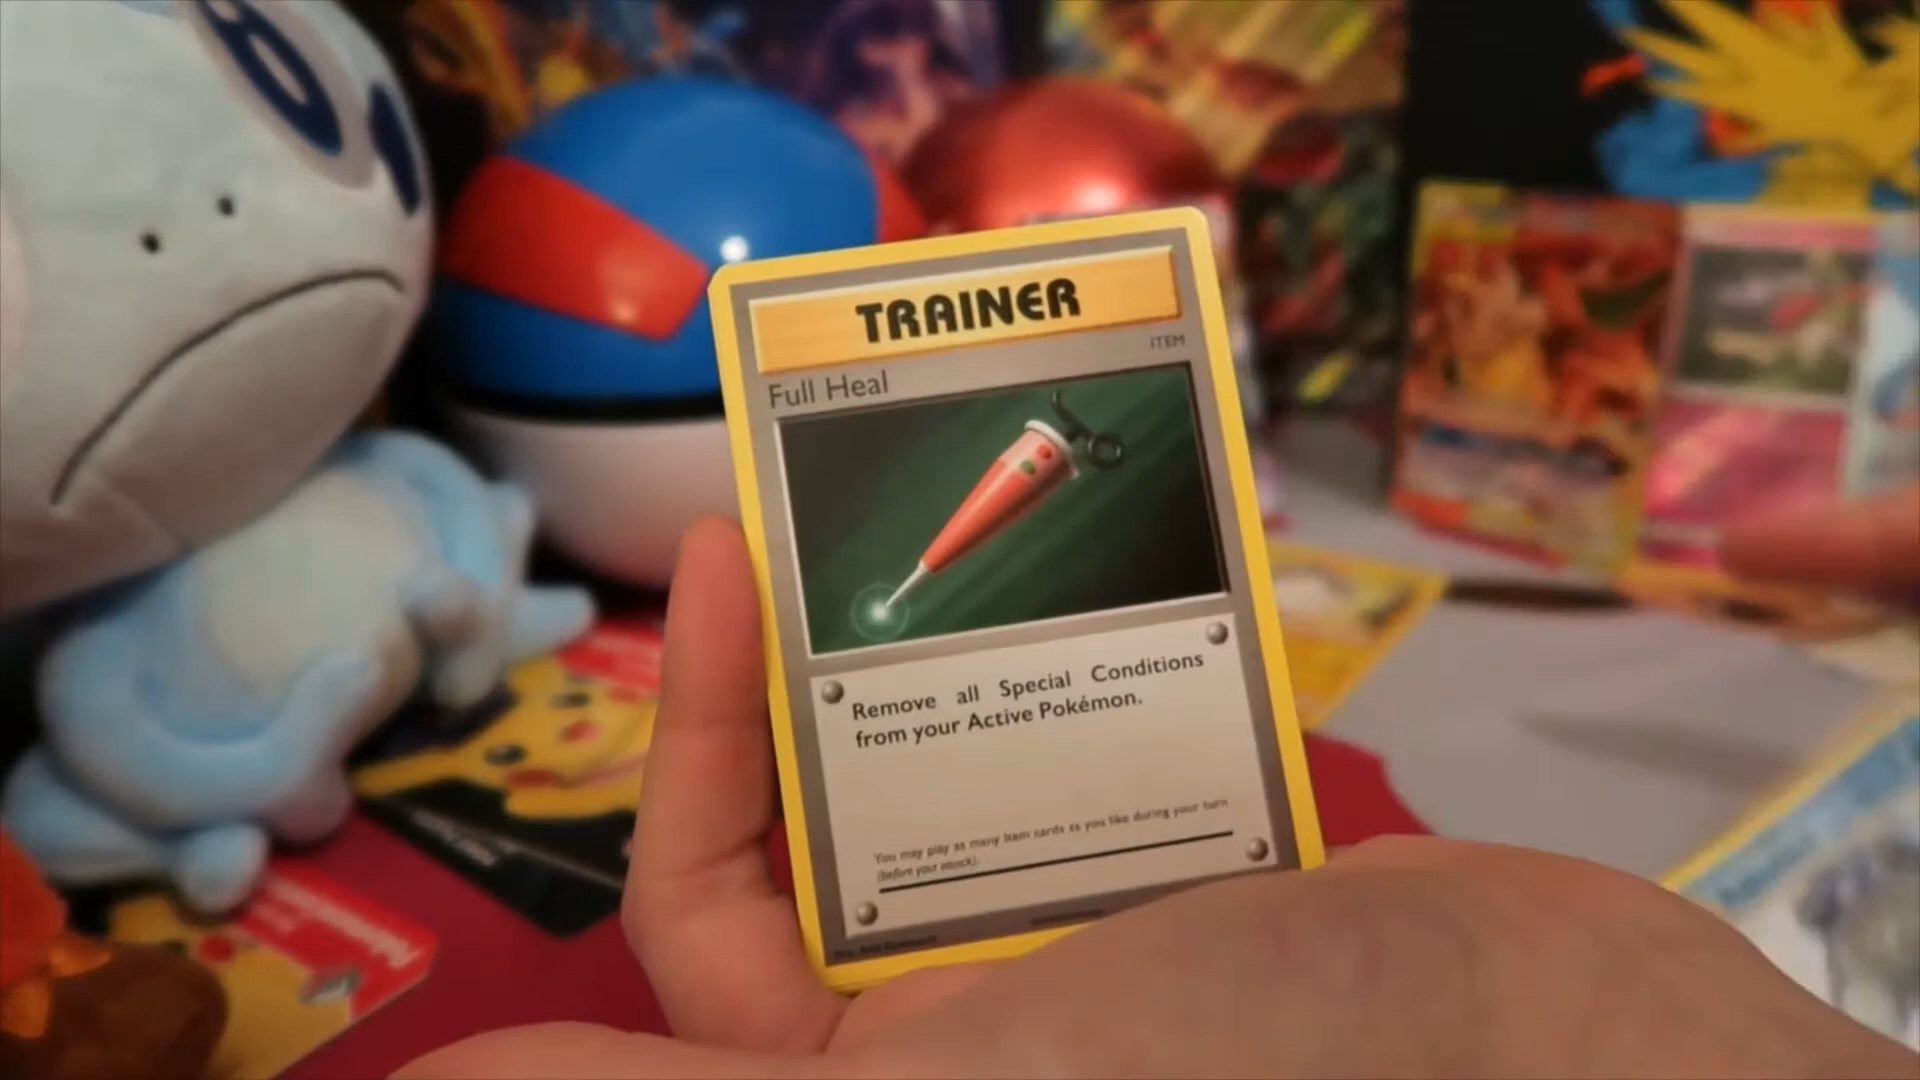 TRAINER
ITEM
Full Heal
Remove all Special Conditions
from your Active Pokémon.
You may play as many Item cards as you like during your turn
(before your attack).